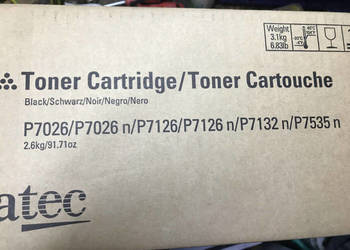 Weight
3.1kg
6.83lb
Toner Cartridge/Toner Cartouche
Black/Schwarz/Noir/Negro/Nero
P7026/P7026 n/P7126/P7126 n/P7132 n/P7535 n
2.6kg/91.71oz
atec